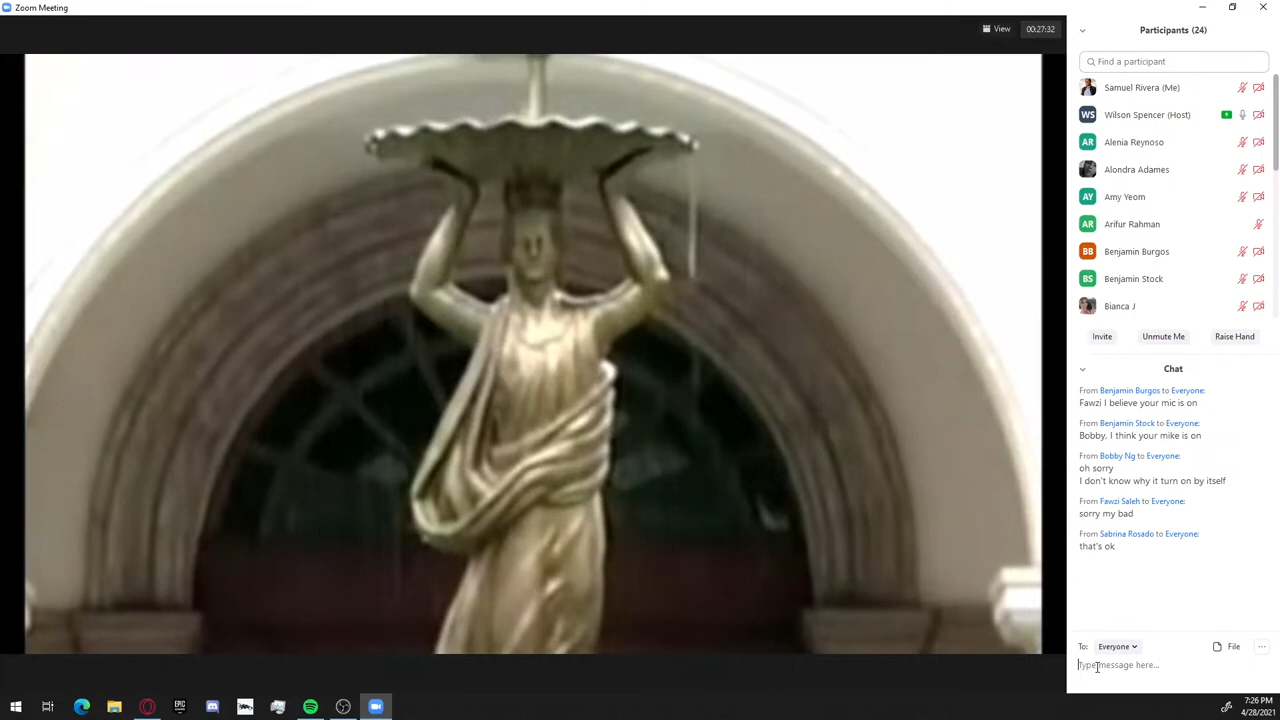 Zoom Meeting
View
00:27:32
Participants (24)
Find a participant
Samuel Rivera (Me)
WS Wilson Spencer (Host)
AR Alenia Reynoso
Alondra Adames
AY Amy Yeom
AR Arifur Rahman
BB Benjamin Burgos
BS Benjamin Stock
Bianca J
Invite Unmute Me Raise Hand
Chat
From Benjamin Burgos to Everyone:
Fawzi I believe your mic is on
From Benjamin Stock to Everyone:
Bobby, I think your mike is on
From Bobby Ng to Everyone:
oh sorry
I don't know why it turn on by itself
From Fawzi Saleh to Everyone:
sorry my bad
From Sabrina Rosado to Everyone:
that's ok
To: Everyone File
Type message here...
EPIC
7:26 PM
4/28/2021